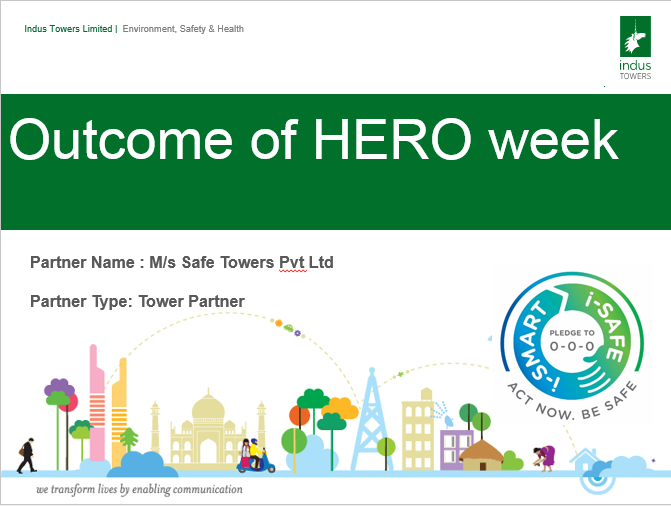 Indus Towers Limited | Environment, Safety & Health
indus
TOWERS
Outcome of HERO week
Partner Name : M/s Safe Towers Pvt Ltd
Partner Type: Tower Partner
i-SMART
i-SAFE
PLEDGE TO
0-0-0
ACT NOW. BE SAFE
we transform lives by enabling communication